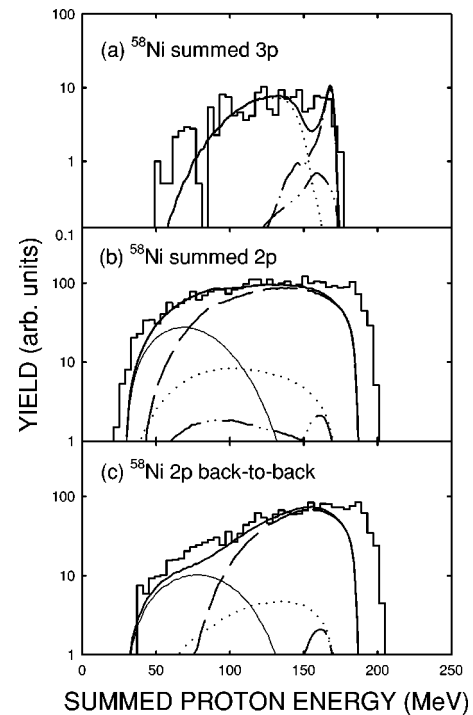 100
(a) ⁵⁸Ni summed 3p
10
1
0.1
(b) ⁵⁸Ni summed 2p
100
10
1
(c) ⁵⁸Ni 2p back-to-back
100
10
1
YIELD (arb. units)
0 50 100 150 200 250
SUMMED PROTON ENERGY (MeV)